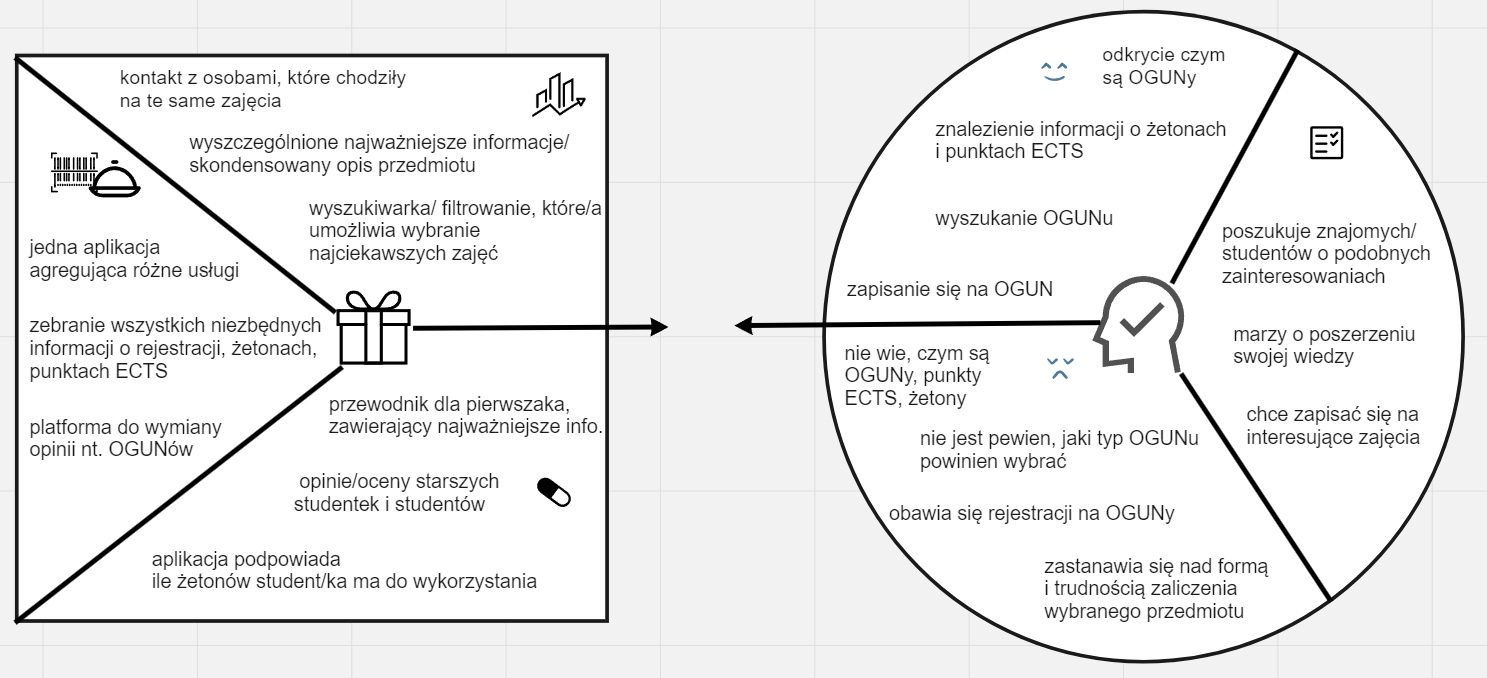 kontakt z osobami, które chodziły
na te same zajęcia
wyszczególnione najważniejsze informacje/
skondensowany opis przedmiotu
wyszukiwarka/ filtrowanie, które/a
umożliwia wybranie
najciekawszych zajęć
jedna aplikacja
agregująca różne usługi
zebranie wszystkich niezbędnych
informacji o rejestracji, żetonach,
punktach ECTS
platforma do wymiany
opinii nt. OGUNów
przewodnik dla pierwszaka,
zawierający najważniejsze info.
opinie/oceny starszych
studentek i studentów
aplikacja podpowiada
ile żetonów student/ka ma do wykorzystania
odkrycie czym
są OGUNy
znalezienie informacji o żetonach
i punktach ECTS
wyszukanie OGUNu
zapisanie się na OGUN
poszukuje znajomych/
studentów o podobnych
zainteresowaniach
marzy o poszerzeniu
swojej wiedzy
chce zapisać się na
interesujące zajęcia
nie wie, czym są
OGUNy, punkty
ECTS, żetony
nie jest pewien, jaki typ OGUNu
powinien wybrać
obawia się rejestracji na OGUNy
zastanawia się nad formą
i trudnością zaliczenia
wybranego przedmiotu